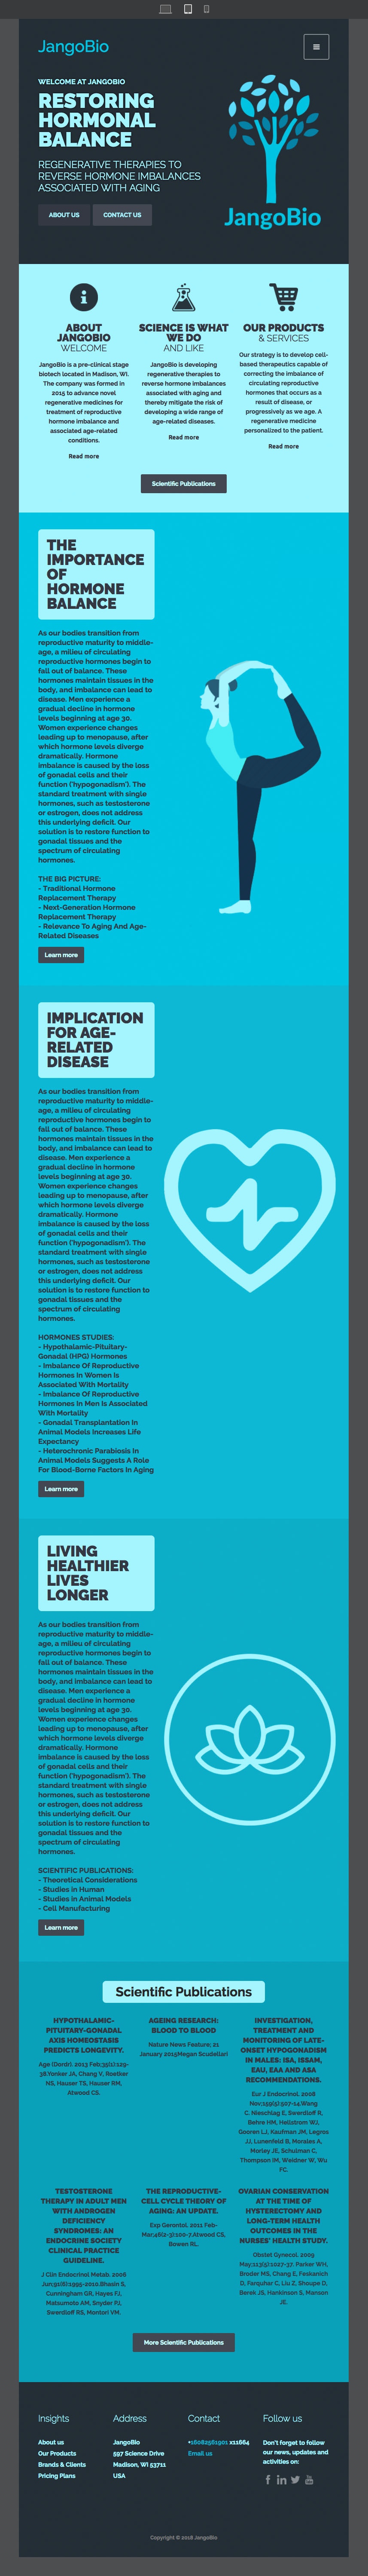 JangoBio
WELCOME AT JANGOBIO
RESTORING
HORMONAL
BALANCE
REGENERATIVE THERAPIES TO
REVERSE HORMONE IMBALANCES
ASSOCIATED WITH AGING
ABOUT US
CONTACT US
JangoBio
ABOUT
JANGOBIO
WELCOME
JangoBio is a pre-clinical stage
biotech located in Madison, WI.
The company was formed in
2015 to advance novel
regenerative medicines for
treatment of reproductive
hormone imbalance and
associated age-related
conditions.
Read more
SCIENCE IS WHAT
WE DO
AND LIKE
JangoBio is developing
regenerative therapies to
reverse hormone imbalances
associated with aging and
thereby mitigate the risk of
developing a wide range of
age-related diseases.
Read more
OUR PRODUCTS
& SERVICES
Our strategy is to develop cell-
based therapeutics capable of
correcting the imbalance of
circulating reproductive
hormones that occurs as a
result of disease, or
progressively as we age. A
regenerative medicine
personalized to the patient.
Read more
Scientific Publications
THE
IMPORTANCE
OF
HORMONE
BALANCE
As our bodies transition from
reproductive maturity to middle-
age, a milieu of circulating
reproductive hormones begin to
fall out of balance. These
hormones maintain tissues in the
body, and imbalance can lead to
disease. Men experience a
gradual decline in hormone
levels beginning at age 30.
Women experience changes
leading up to menopause, after
which hormone levels diverge
dramatically. Hormone
imbalance is caused by the loss
of gonadal cells and their
function ('hypogonadism'). The
standard treatment with single
hormones, such as testosterone
or estrogen, does not address
this underlying deficit. Our
solution is to restore function to
gonadal tissues and the
spectrum of circulating
hormones.
THE BIG PICTURE:
- Traditional Hormone
Replacement Therapy
- Next-Generation Hormone
Replacement Therapy
- Relevance To Aging And Age-
Related Diseases
Learn more
IMPLICATION
FOR AGE-
RELATED
DISEASE
As our bodies transition from
reproductive maturity to middle-
age, a milieu of circulating
reproductive hormones begin to
fall out of balance. These
hormones maintain tissues in the
body, and imbalance can lead to
disease. Men experience a
gradual decline in hormone
levels beginning at age 30.
Women experience changes
leading up to menopause, after
which hormone levels diverge
dramatically. Hormone
imbalance is caused by the loss
of gonadal cells and their
function ('hypogonadism'). The
standard treatment with single
hormones, such as testosterone
or estrogen, does not address
this underlying deficit. Our
solution is to restore function to
gonadal tissues and the
spectrum of circulating
hormones.
HORMONES STUDIES:
- Hypothalamic-Pituitary-
Gonadal (HPG) Hormones
- Imbalance Of Reproductive
Hormones In Women Is
Associated With Mortality
- Imbalance Of Reproductive
Hormones In Men Is Associated
With Mortality
- Gonadal Transplantation In
Animal Models Increases Life
Expectancy
- Heterochronic Parabiosis In
Animal Models Suggests A Role
For Blood-Borne Factors In Aging
Learn more
LIVING
HEALTHIER
LIVES
LONGER
As our bodies transition from
reproductive maturity to middle-
age, a milieu of circulating
reproductive hormones begin to
fall out of balance. These
hormones maintain tissues in the
body, and imbalance can lead to
disease. Men experience a
gradual decline in hormone
levels beginning at age 30.
Women experience changes
leading up to menopause, after
which hormone levels diverge
dramatically. Hormone
imbalance is caused by the loss
of gonadal cells and their
function ('hypogonadism'). The
standard treatment with single
hormones, such as testosterone
or estrogen, does not address
this underlying deficit. Our
solution is to restore function to
gonadal tissues and the
spectrum of circulating
hormones.
SCIENTIFIC PUBLICATIONS:
- Theoretical Considerations
- Studies in Human
- Studies in Animal Models
- Cell Manufacturing
Learn more
Scientific Publications
HYPOTHALAMIC-
PITUITARY-GONADAL
AXIS HOMEOSTASIS
PREDICTS LONGEVITY.
Age (Dordr). 2013 Feb;35(1):129-
38.Yonker JA, Chang V, Roetker
NS, Hauser TS, Hauser RM,
Atwood CS.
AGEING RESEARCH:
BLOOD TO BLOOD
Nature News Feature; 21
January 2015Megan Scudellari
INVESTIGATION,
TREATMENT AND
MONITORING OF LATE-
ONSET HYPOGONADISM
IN MALES: ISA, ISSAM,
EAU, EAA AND ASA
RECOMMENDATIONS.
Eur J Endocrinol. 2008
Nov;159(5):507-14.Wang
C, Nieschlag E, Swerdloff R,
Behre HM, Hellstrom WJ,
Gooren LJ, Kaufman JM, Legros
JJ, Lunenfeld B, Morales A,
Morley JE, Schulman C,
Thompson IM, Weidner W, Wu
FC.
TESTOSTERONE
THERAPY IN ADULT MEN
WITH ANDROGEN
DEFICIENCY
SYNDROMES: AN
ENDOCRINE SOCIETY
CLINICAL PRACTICE
GUIDELINE.
J Clin Endocrinol Metab. 2006
Jun;91(6):1995-2010.Bhasin S,
Cunningham GR, Hayes FJ,
Matsumoto AM, Snyder PJ,
Swerdloff RS, Montori VM.
THE REPRODUCTIVE-
CELL CYCLE THEORY OF
AGING: AN UPDATE.
Exp Gerontol. 2011 Feb-
Mar;46(2-3):100-7.Atwood CS,
Bowen RL.
OVARIAN CONSERVATION
AT THE TIME OF
HYSTERECTOMY AND
LONG-TERM HEALTH
OUTCOMES IN THE
NURSES' HEALTH STUDY.
Obstet Gynecol. 2009
May;113(5):1027-37. Parker WH,
Broder MS, Chang E, Feskanich
D, Farquhar C, Liu Z, Shoupe D,
Berek JS, Hankinson S, Manson
JE.
More Scientific Publications
Insights
About us
Our Products
Brands & Clients
Pricing Plans
Address
JangoBio
597 Science Drive
Madison, WI 53711
USA
Contact
+16082581901 x11664
Email us
Follow us
Don't forget to follow
our news, updates and
activities on:
Copyright © 2018 JangoBio